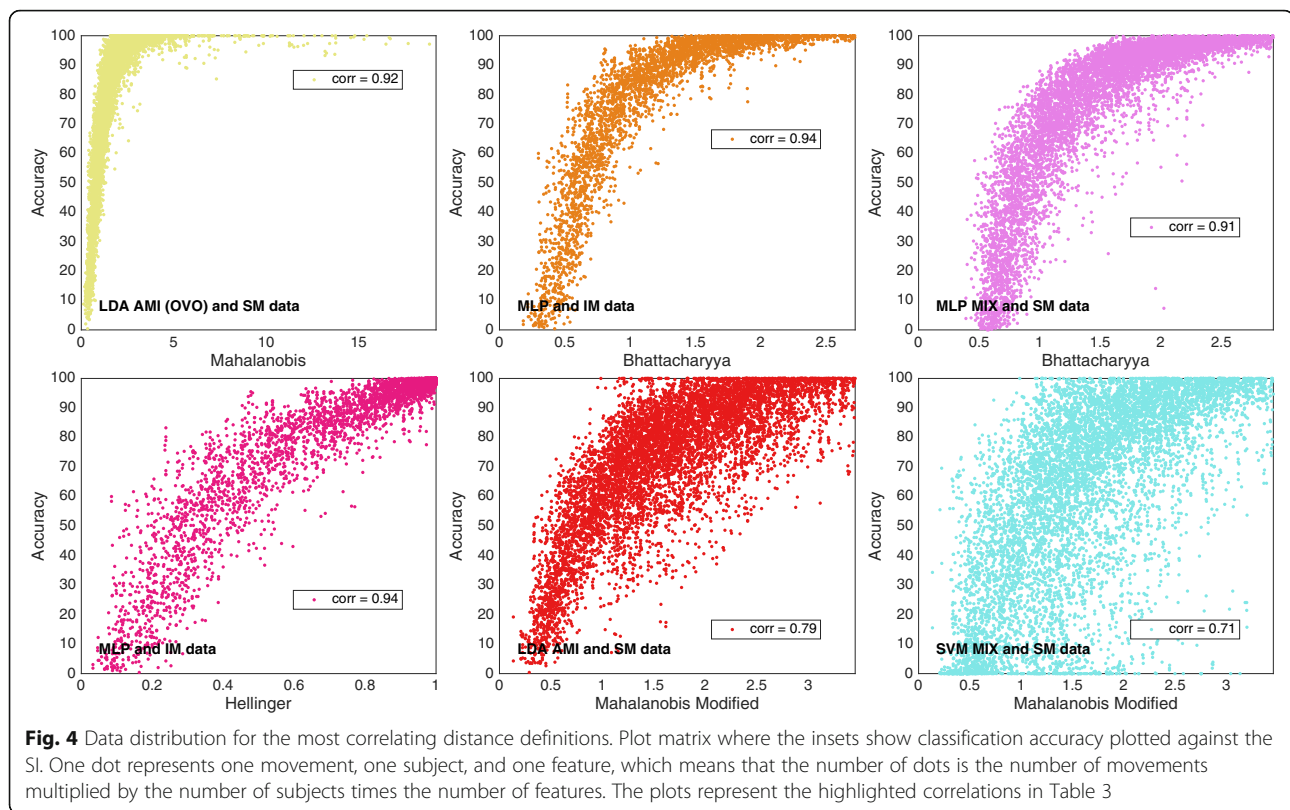 100
90
80
70
60
50
40
30
20
10
0
Accuracy
corr = 0.92
LDA AMI (OVO) and SM data
0 5 10 15
Mahalanobis
100
90
80
70
60
50
40
30
20
10
0
Accuracy
corr = 0.94
MLP and IM data
0 0.5 1 1.5 2 2.5
Bhattacharyya
100
90
80
70
60
50
40
30
20
10
0
Accuracy
corr = 0.91
MLP MIX and SM data
0 0.5 1 1.5 2 2.5
Bhattacharyya
100
90
80
70
60
50
40
30
20
10
0
Accuracy
corr = 0.94
MLP and IM data
0 0.2 0.4 0.6 0.8 1
Hellinger
100
90
80
70
60
50
40
30
20
10
0
Accuracy
corr = 0.79
LDA AMI and SM data
0 0.5 1 1.5 2 2.5 3
Mahalanobis Modified
100
90
80
70
60
50
40
30
20
10
0
Accuracy
corr = 0.71
SVM MIX and SM data
0 0.5 1 1.5 2 2.5 3
Mahalanobis Modified
Fig. 4 Data distribution for the most correlating distance definitions. Plot matrix where the insets show classification accuracy plotted against the
SI. One dot represents one movement, one subject, and one feature, which means that the number of dots is the number of movements
multiplied by the number of subjects times the number of features. The plots represent the highlighted correlations in Table 3